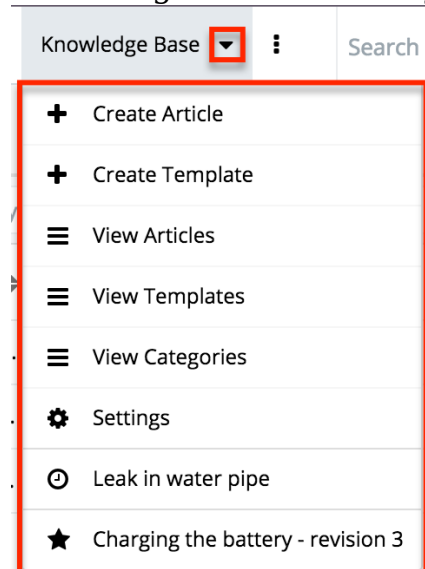 Knowledge Base
Search
Create Article
Create Template
View Articles
View Templates
View Categories
Settings
Leak in water pipe
Charging the battery - revision 3